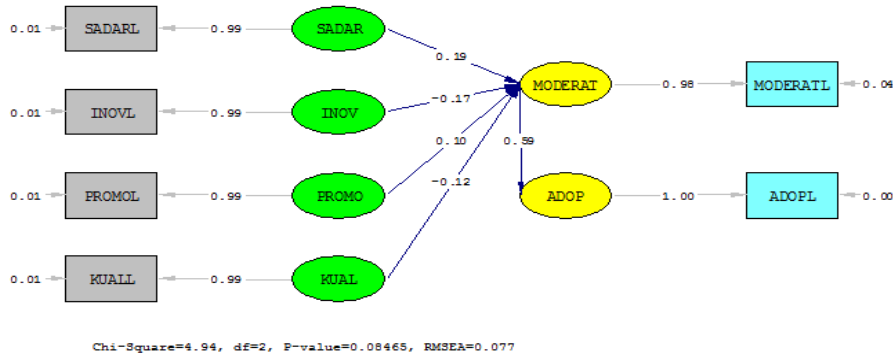 0.01 SADARL 0.99 SADAR
0.19
0.01 INOVL 0.99 INOV -0.17 MODERAT 0.98 MODERATL 0.04
0.10 0.59
0.01 PROMOL 0.99 PROMO -0.12 ADOP 1.00 ADOPL 0.00
0.01 KUALL 0.99 KUAL
Chi-Square=4.94, df=2, P-value=0.08465, RMSEA=0.077